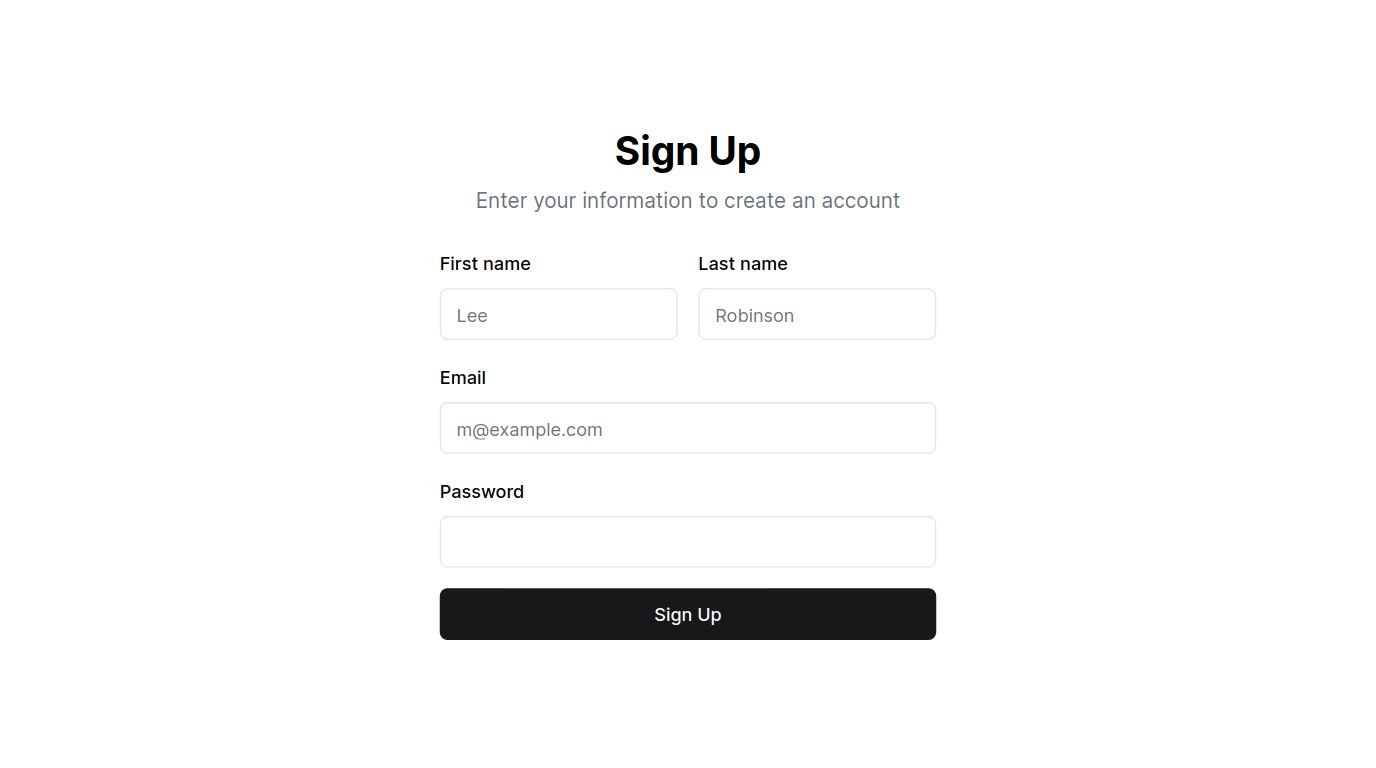 Sign Up
Enter your information to create an account
First name Last name
Lee Robinson
Email
m@example.com
Password
Sign Up